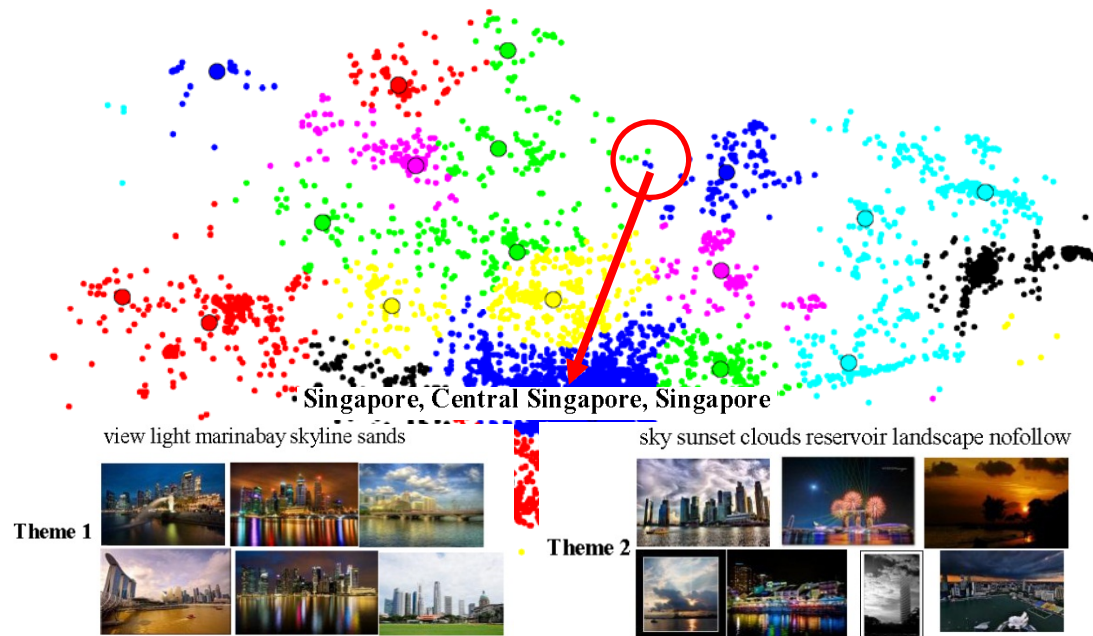 Singapore, Central Singapore, Singapore
view light marinabay skyline sands
sky sunset clouds reservoir landscape nofollow
Theme 1
Theme 2